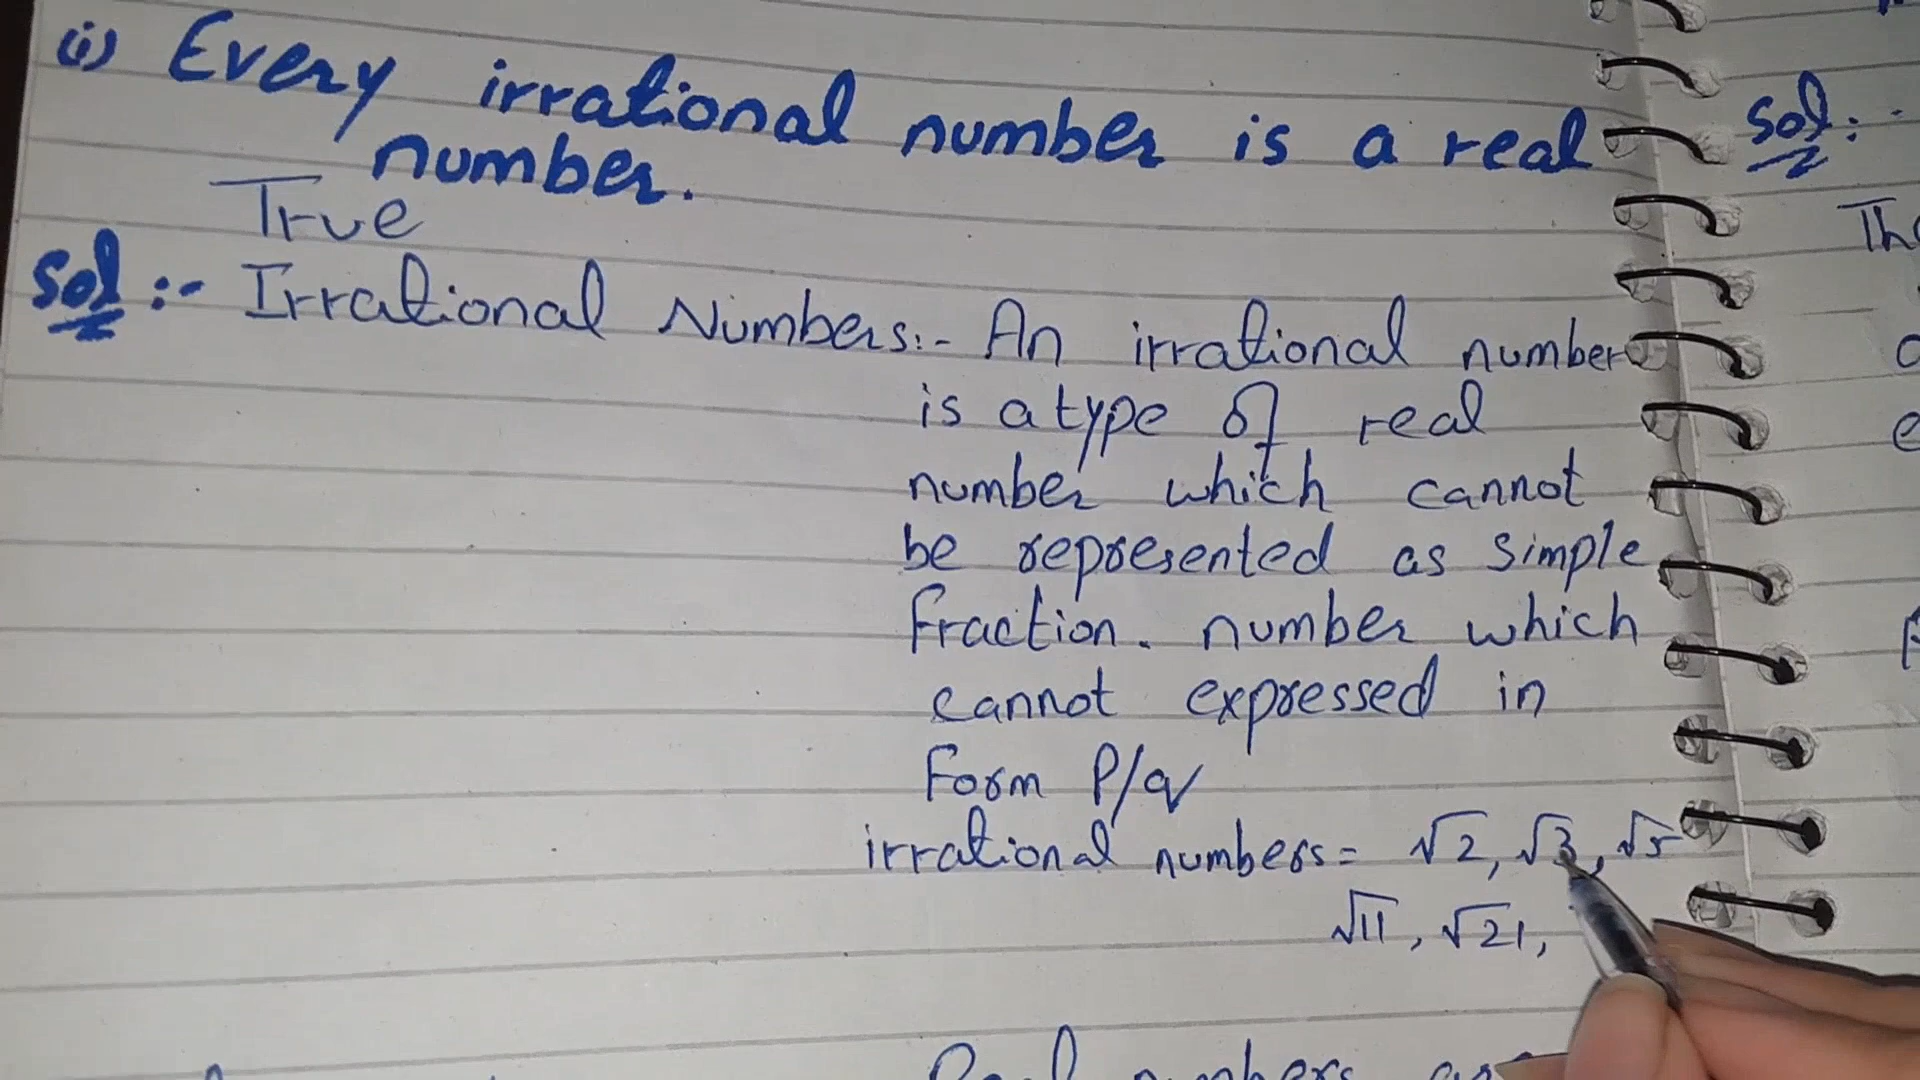 (i) Every irrational number is a real
number.
True
Sol:- Irrational Numbers:- An irrational number
is a type of real
number which cannot
be represented as simple
fraction. number which
cannot expressed in
Form P/q
irrational numbers = √2, √3, √5
√11, √21,
Real numbers
Sol:-